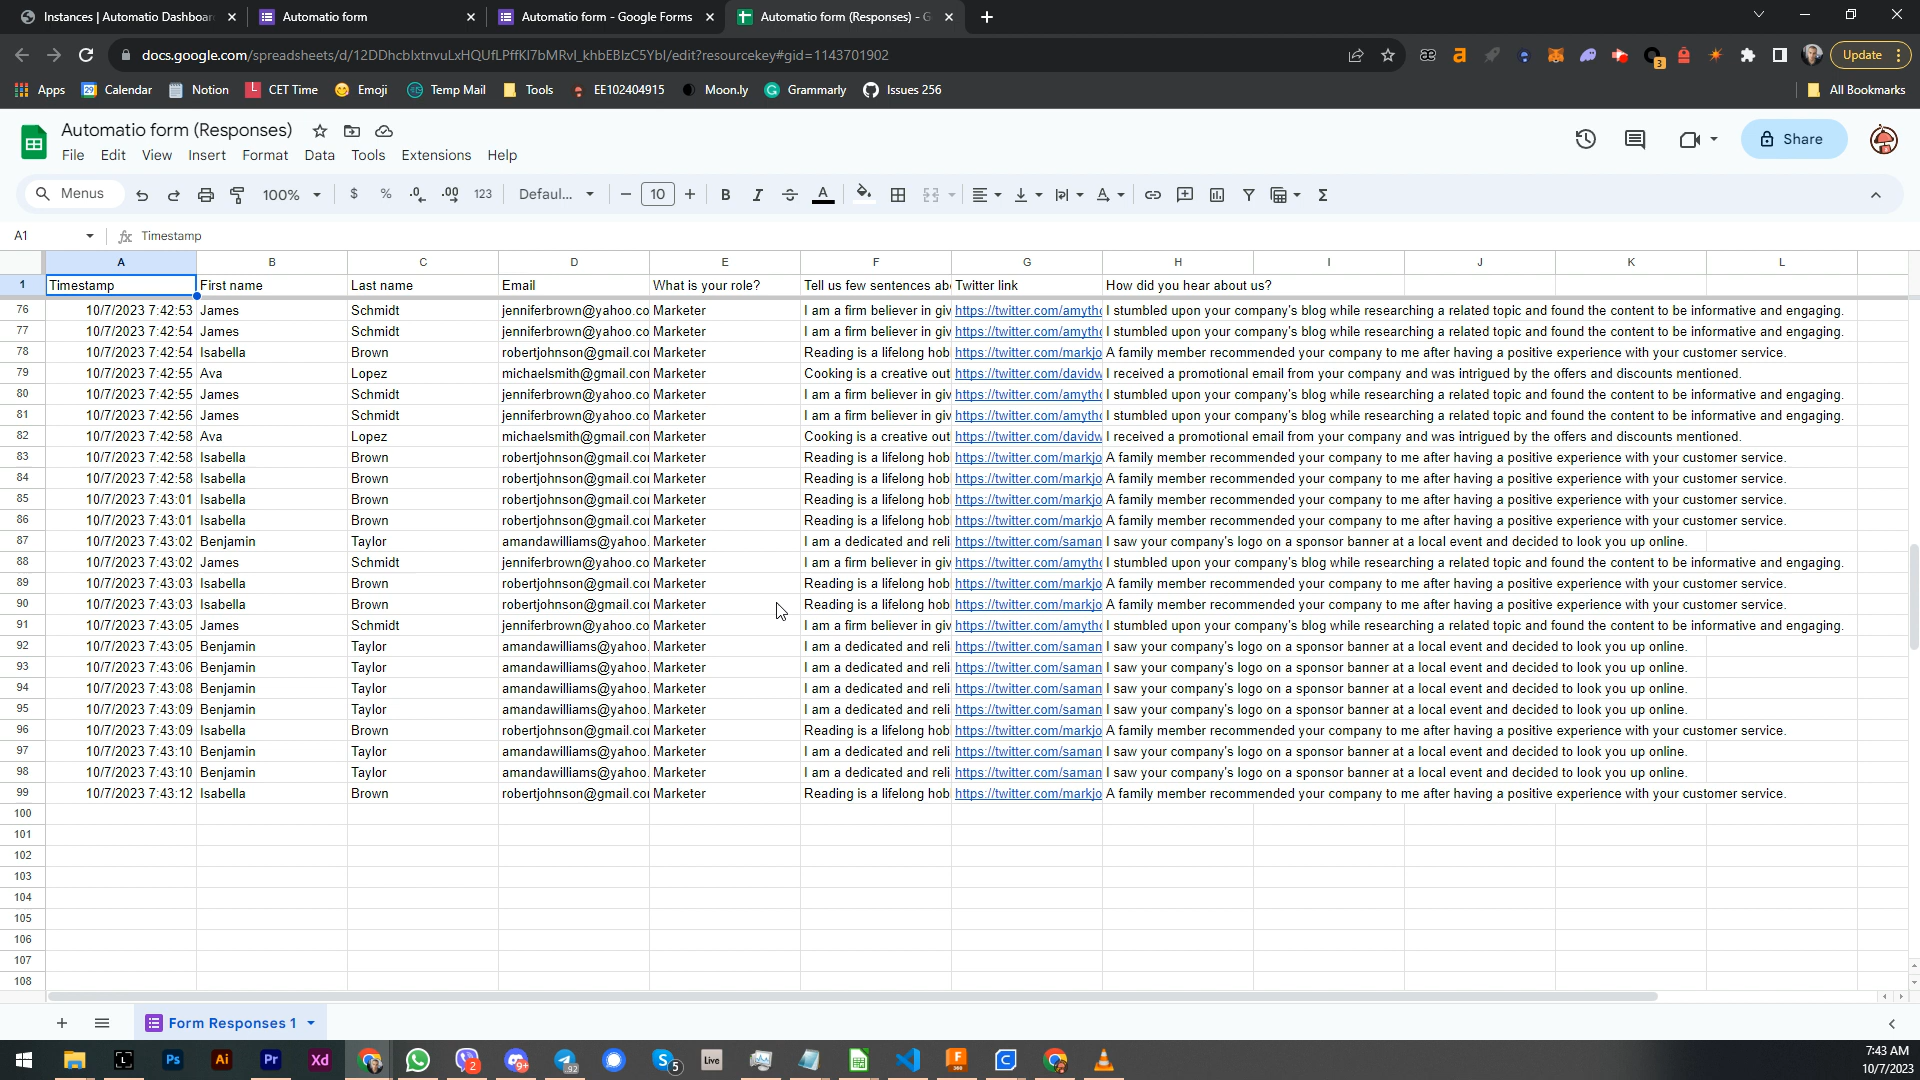 Instances | Automatio Dashboar
Automatio form
Automatio form - Google Forms
Automatio form (Responses) - G
docs.google.com/spreadsheets/d/12DDhcblxtnvuLxHQUfLPffKI7bMRvl_khbEBlzC5YbI/edit?resourcekey#gid=1143701902
Update
Apps Calendar Notion CET Time Emoji Temp Mail Tools EE102404915 Moon.ly Grammarly Issues 256 All Bookmarks
Automatio form (Responses)
File Edit View Insert Format Data Tools Extensions Help
Share
Menus 100% $ % .0 .00 123 Defaul... 10 B I A
A1 Timestamp
A B C D E F G H I J K L
1 Timestamp First name Last name Email What is your role? Tell us few sentences ab Twitter link How did you hear about us?
76 10/7/2023 7:42:53 James Schmidt jenniferbrown@yahoo.co Marketer I am a firm believer in giv https://twitter.com/amytho I stumbled upon your company's blog while researching a related topic and found the content to be informative and engaging.
77 10/7/2023 7:42:54 James Schmidt jenniferbrown@yahoo.co Marketer I am a firm believer in giv https://twitter.com/amytho I stumbled upon your company's blog while researching a related topic and found the content to be informative and engaging.
78 10/7/2023 7:42:54 Isabella Brown robertjohnson@gmail.cor Marketer Reading is a lifelong hob https://twitter.com/markjo A family member recommended your company to me after having a positive experience with your customer service.
79 10/7/2023 7:42:55 Ava Lopez michaelsmith@gmail.con Marketer Cooking is a creative out https://twitter.com/davidw I received a promotional email from your company and was intrigued by the offers and discounts mentioned.
80 10/7/2023 7:42:55 James Schmidt jenniferbrown@yahoo.co Marketer I am a firm believer in giv https://twitter.com/amytho I stumbled upon your company's blog while researching a related topic and found the content to be informative and engaging.
81 10/7/2023 7:42:56 James Schmidt jenniferbrown@yahoo.co Marketer I am a firm believer in giv https://twitter.com/amytho I stumbled upon your company's blog while researching a related topic and found the content to be informative and engaging.
82 10/7/2023 7:42:58 Ava Lopez michaelsmith@gmail.con Marketer Cooking is a creative out https://twitter.com/davidw I received a promotional email from your company and was intrigued by the offers and discounts mentioned.
83 10/7/2023 7:42:58 Isabella Brown robertjohnson@gmail.cor Marketer Reading is a lifelong hob https://twitter.com/markjo A family member recommended your company to me after having a positive experience with your customer service.
84 10/7/2023 7:42:58 Isabella Brown robertjohnson@gmail.cor Marketer Reading is a lifelong hob https://twitter.com/markjo A family member recommended your company to me after having a positive experience with your customer service.
85 10/7/2023 7:43:01 Isabella Brown robertjohnson@gmail.cor Marketer Reading is a lifelong hob https://twitter.com/markjo A family member recommended your company to me after having a positive experience with your customer service.
86 10/7/2023 7:43:01 Isabella Brown robertjohnson@gmail.cor Marketer Reading is a lifelong hob https://twitter.com/markjo A family member recommended your company to me after having a positive experience with your customer service.
87 10/7/2023 7:43:02 Benjamin Taylor amandawilliams@yahoo. Marketer I am a dedicated and reli https://twitter.com/saman I saw your company's logo on a sponsor banner at a local event and decided to look you up online.
88 10/7/2023 7:43:02 James Schmidt jenniferbrown@yahoo.co Marketer I am a firm believer in giv https://twitter.com/amytho I stumbled upon your company's blog while researching a related topic and found the content to be informative and engaging.
89 10/7/2023 7:43:03 Isabella Brown robertjohnson@gmail.cor Marketer Reading is a lifelong hob https://twitter.com/markjo A family member recommended your company to me after having a positive experience with your customer service.
90 10/7/2023 7:43:03 Isabella Brown robertjohnson@gmail.cor Marketer Reading is a lifelong hob https://twitter.com/markjo A family member recommended your company to me after having a positive experience with your customer service.
91 10/7/2023 7:43:05 James Schmidt jenniferbrown@yahoo.co Marketer I am a firm believer in giv https://twitter.com/amytho I stumbled upon your company's blog while researching a related topic and found the content to be informative and engaging.
92 10/7/2023 7:43:05 Benjamin Taylor amandawilliams@yahoo. Marketer I am a dedicated and reli https://twitter.com/saman I saw your company's logo on a sponsor banner at a local event and decided to look you up online.
93 10/7/2023 7:43:06 Benjamin Taylor amandawilliams@yahoo. Marketer I am a dedicated and reli https://twitter.com/saman I saw your company's logo on a sponsor banner at a local event and decided to look you up online.
94 10/7/2023 7:43:08 Benjamin Taylor amandawilliams@yahoo. Marketer I am a dedicated and reli https://twitter.com/saman I saw your company's logo on a sponsor banner at a local event and decided to look you up online.
95 10/7/2023 7:43:09 Benjamin Taylor amandawilliams@yahoo. Marketer I am a dedicated and reli https://twitter.com/saman I saw your company's logo on a sponsor banner at a local event and decided to look you up online.
96 10/7/2023 7:43:09 Isabella Brown robertjohnson@gmail.cor Marketer Reading is a lifelong hob https://twitter.com/markjo A family member recommended your company to me after having a positive experience with your customer service.
97 10/7/2023 7:43:10 Benjamin Taylor amandawilliams@yahoo. Marketer I am a dedicated and reli https://twitter.com/saman I saw your company's logo on a sponsor banner at a local event and decided to look you up online.
98 10/7/2023 7:43:10 Benjamin Taylor amandawilliams@yahoo. Marketer I am a dedicated and reli https://twitter.com/saman I saw your company's logo on a sponsor banner at a local event and decided to look you up online.
99 10/7/2023 7:43:12 Isabella Brown robertjohnson@gmail.cor Marketer Reading is a lifelong hob https://twitter.com/markjo A family member recommended your company to me after having a positive experience with your customer service.
100
101
102
103
104
105
106
107
108
Form Responses 1
Ps Ai Pr Xd Live
7:43 AM
10/7/2023